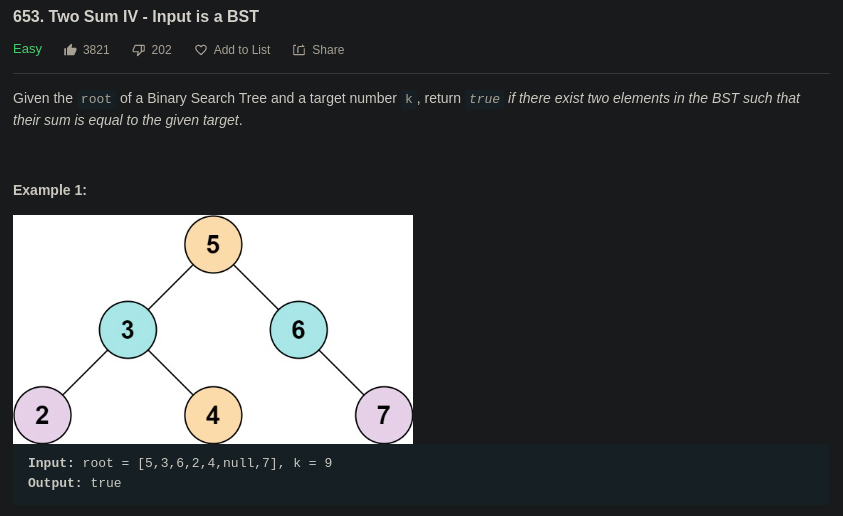 653. Two Sum IV - Input is a BST
Easy 3821 202 Add to List Share
Given the root of a Binary Search Tree and a target number k, return true if there exist two elements in the BST such that
their sum is equal to the given target.
Example 1:
5
3 6
2 4 7
Input: root = [5,3,6,2,4,null,7], k = 9
Output: true